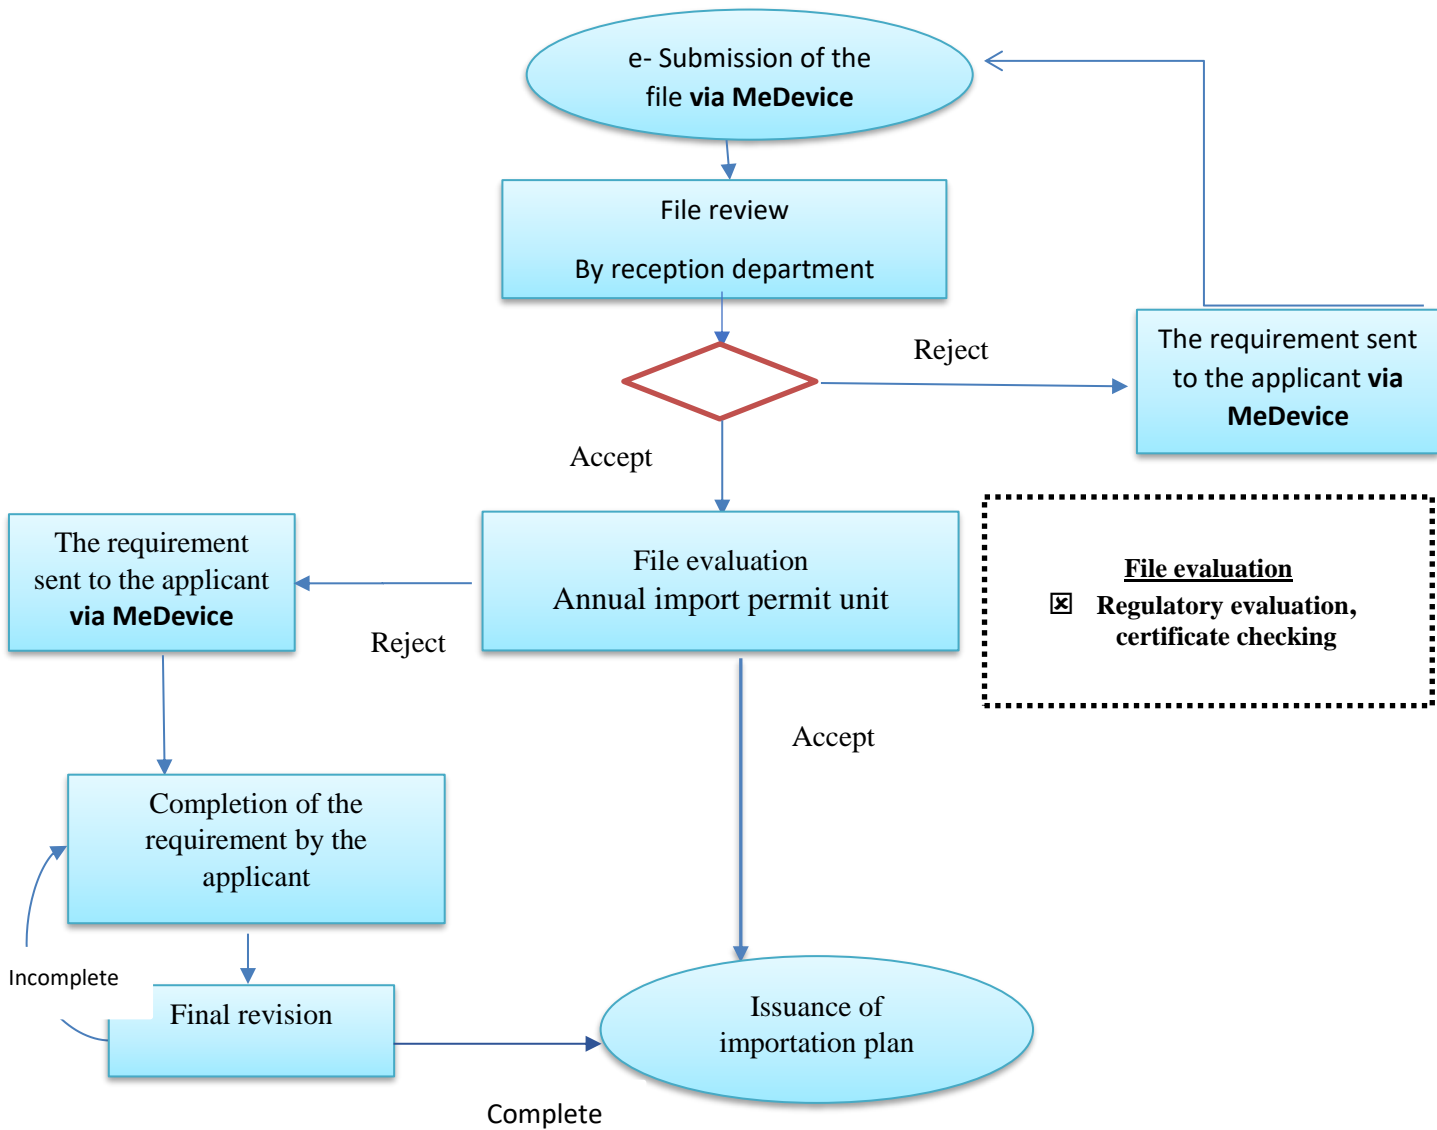 e- Submission of the
file via MeDevice
File review
By reception department
Reject
The requirement sent
to the applicant via
MeDevice
Accept
The requirement
sent to the applicant
via MeDevice
File evaluation
Annual import permit unit
File evaluation
☒ Regulatory evaluation,
certificate checking
Reject
Accept
Completion of the
requirement by the
applicant
Incomplete
Final revision
Issuance of
importation plan
Complete